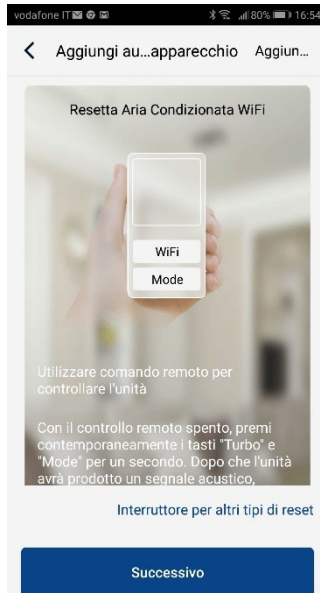 vodafone IT 80% 16:54
Aggiungi au...apparecchio Aggiun...
Resetta Aria Condizionata WiFi
WiFi
Mode
Utilizzare comando remoto per
controllare l'unità
Con il controllo remoto spento, premi
contemporaneamente i tasti "Turbo" e
"Mode" per un secondo. Dopo che l'unità
avrà prodotto un segnale acustico,
Interruttore per altri tipi di reset
Successivo